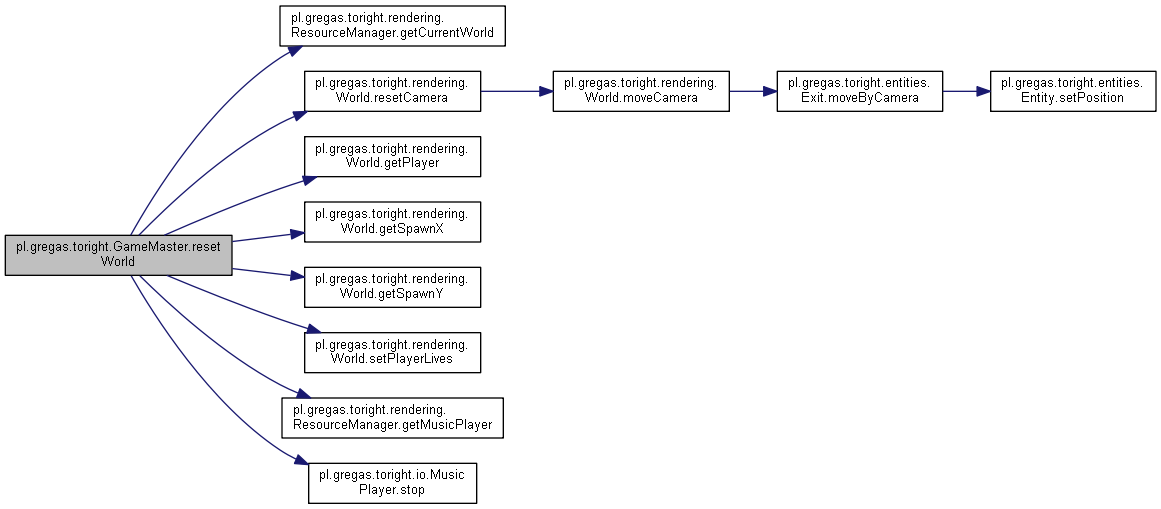 pl.gregas.toright.rendering.
ResourceManager.getCurrentWorld
pl.gregas.toright.rendering.
World.resetCamera
pl.gregas.toright.rendering.
World.moveCamera
pl.gregas.toright.entities.
Exit.moveByCamera
pl.gregas.toright.entities.
Entity.setPosition
pl.gregas.toright.rendering.
World.getPlayer
pl.gregas.toright.rendering.
World.getSpawnX
pl.gregas.toright.GameMaster.reset
World
pl.gregas.toright.rendering.
World.getSpawnY
pl.gregas.toright.rendering.
World.setPlayerLives
pl.gregas.toright.rendering.
ResourceManager.getMusicPlayer
pl.gregas.toright.io.Music
Player.stop